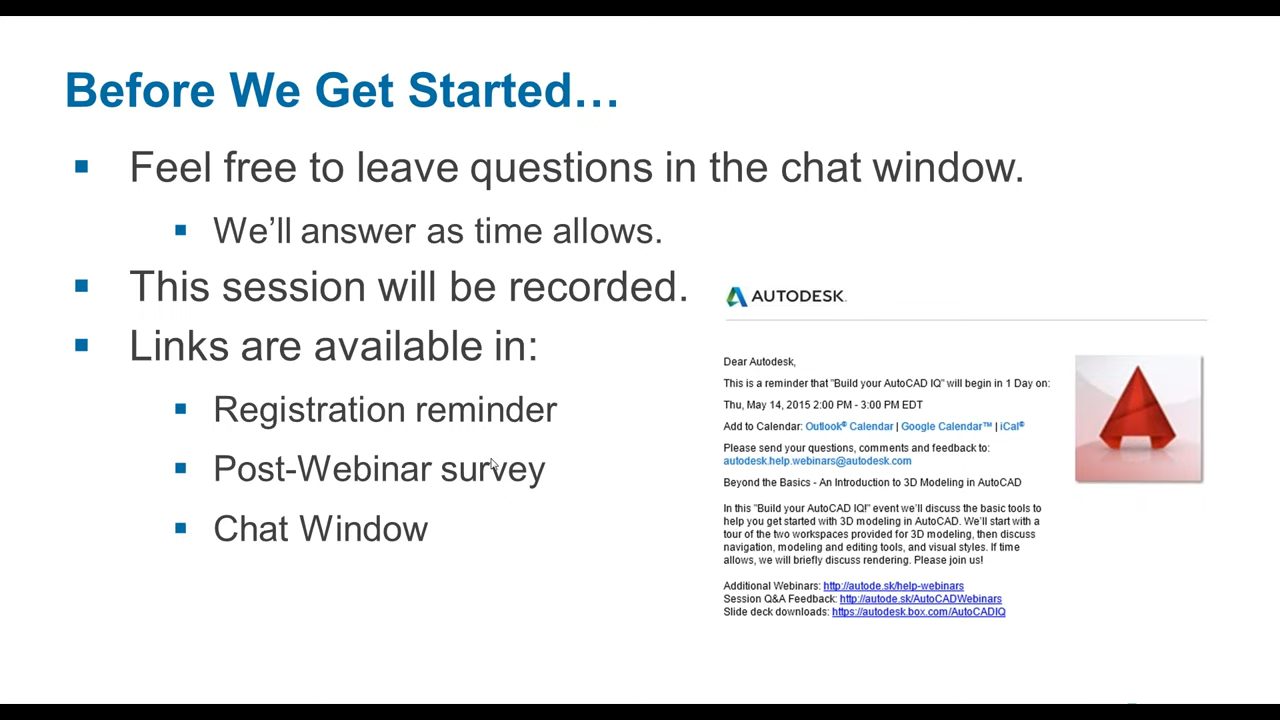 Before We Get Started…
Feel free to leave questions in the chat window.
We’ll answer as time allows.
This session will be recorded.
Links are available in:
Registration reminder
Post-Webinar survey
Chat Window
AUTODESK.
Dear Autodesk,
This is a reminder that "Build your AutoCAD IQ" will begin in 1 Day on:
Thu, May 14, 2015 2:00 PM - 3:00 PM EDT
Add to Calendar: Outlook® Calendar | Google Calendar™ | iCal®
Please send your questions, comments and feedback to:
autodesk.help.webinars@autodesk.com
Beyond the Basics - An Introduction to 3D Modeling in AutoCAD
In this "Build your AutoCAD IQ!" event we’ll discuss the basic tools to
help you get started with 3D modeling in AutoCAD. We’ll start with a
tour of the two workspaces provided for 3D modeling, then discuss
navigation, modeling and editing tools, and visual styles. If time
allows, we will briefly discuss rendering. Please join us!
Additional Webinars: http://autode.sk/help-webinars
Session Q&A Feedback: http://autode.sk/AutoCADWebinars
Slide deck downloads: https://autodesk.box.com/AutoCADIQ